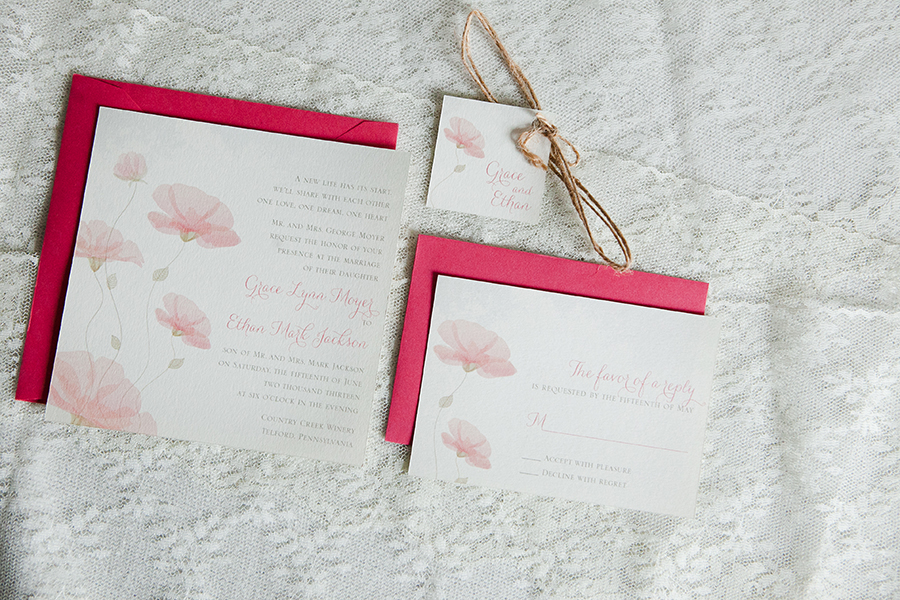 A new life has its start
we'll share with each other
one love, one dream, one heart
Mr and Mrs. George Moyer
request the honor of your
presence at the marriage
of their daughter
Grace Lynn Moyer
to
Ethan Mark Jackson
son of Mr. and Mrs. Mark Jackson
on Saturday, the fifteenth of June
two thousand thirteen
at six o'clock in the evening
Country Creek Winery
Telford, Pennsylvania
Grace
and
Ethan
The favor of a reply
is requested by the fifteenth of May
M
Accept with pleasure
Decline with regret